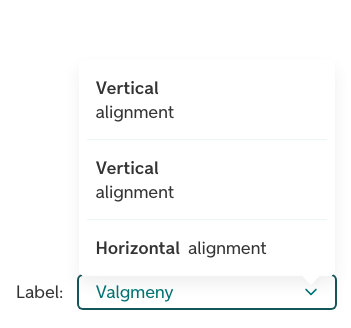 Vertical
alignment
Vertical
alignment
Horizontal alignment
Label: Valgmeny